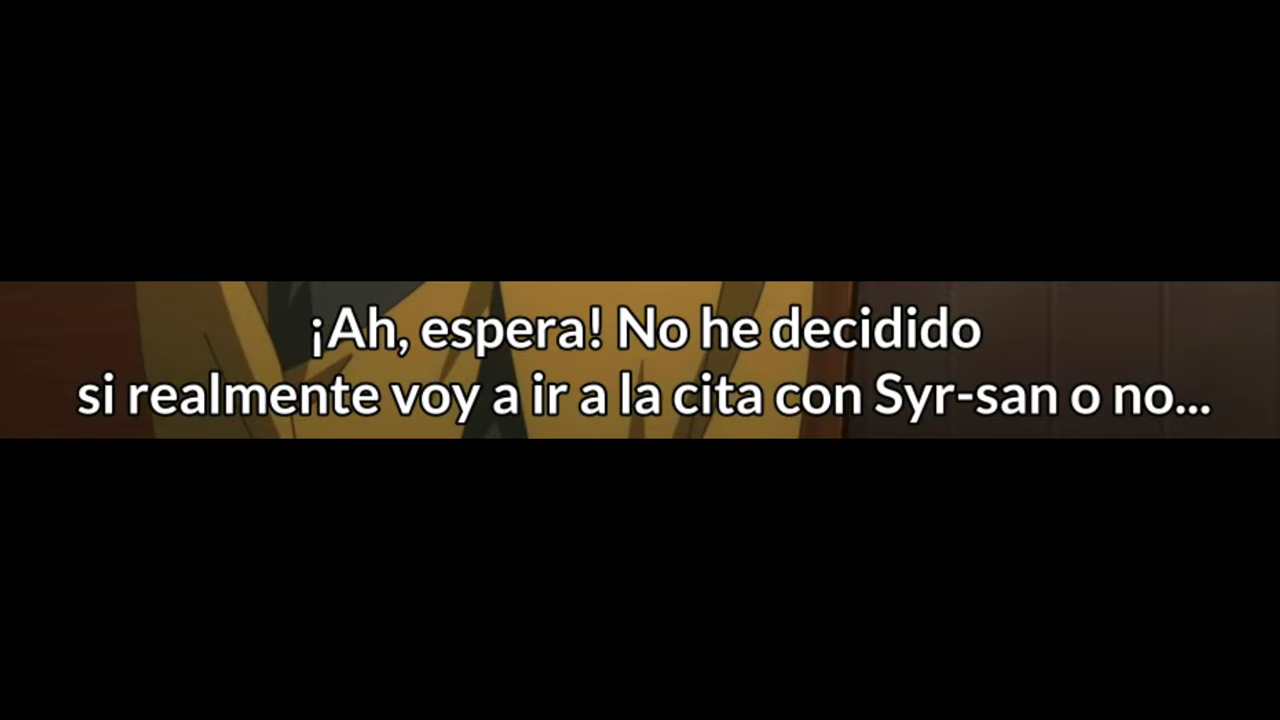 ¡Ah, espera! No he decidido
si realmente voy a ir a la cita con Syr-san o no...